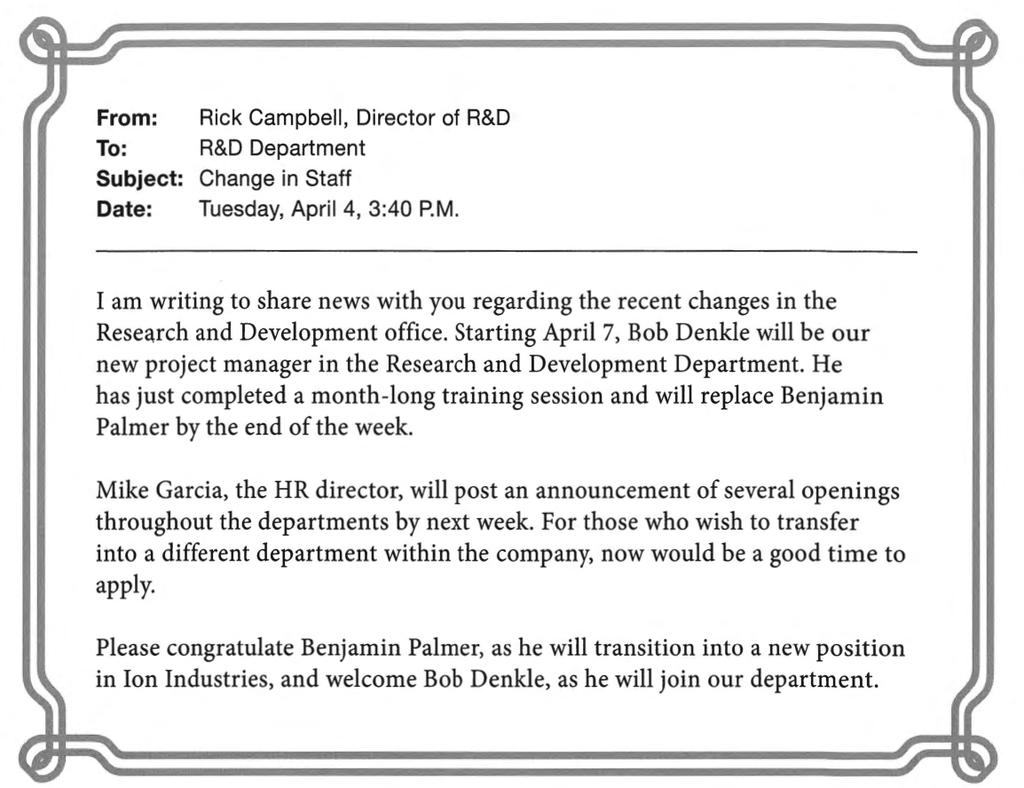 From: Rick Campbell, Director of R&D
To: R&D Department
Subject: Change in Staff
Date: Tuesday, April 4, 3:40 P.M.
I am writing to share news with you regarding the recent changes in the
Research and Development office. Starting April 7, Bob Denkle will be our
new project manager in the Research and Development Department. He
has just completed a month-long training session and will replace Benjamin
Palmer by the end of the week.
Mike Garcia, the HR director, will post an announcement of several openings
throughout the departments by next week. For those who wish to transfer
into a different department within the company, now would be a good time to
apply.
Please congratulate Benjamin Palmer, as he will transition into a new position
in Ion Industries, and welcome Bob Denkle, as he will join our department.